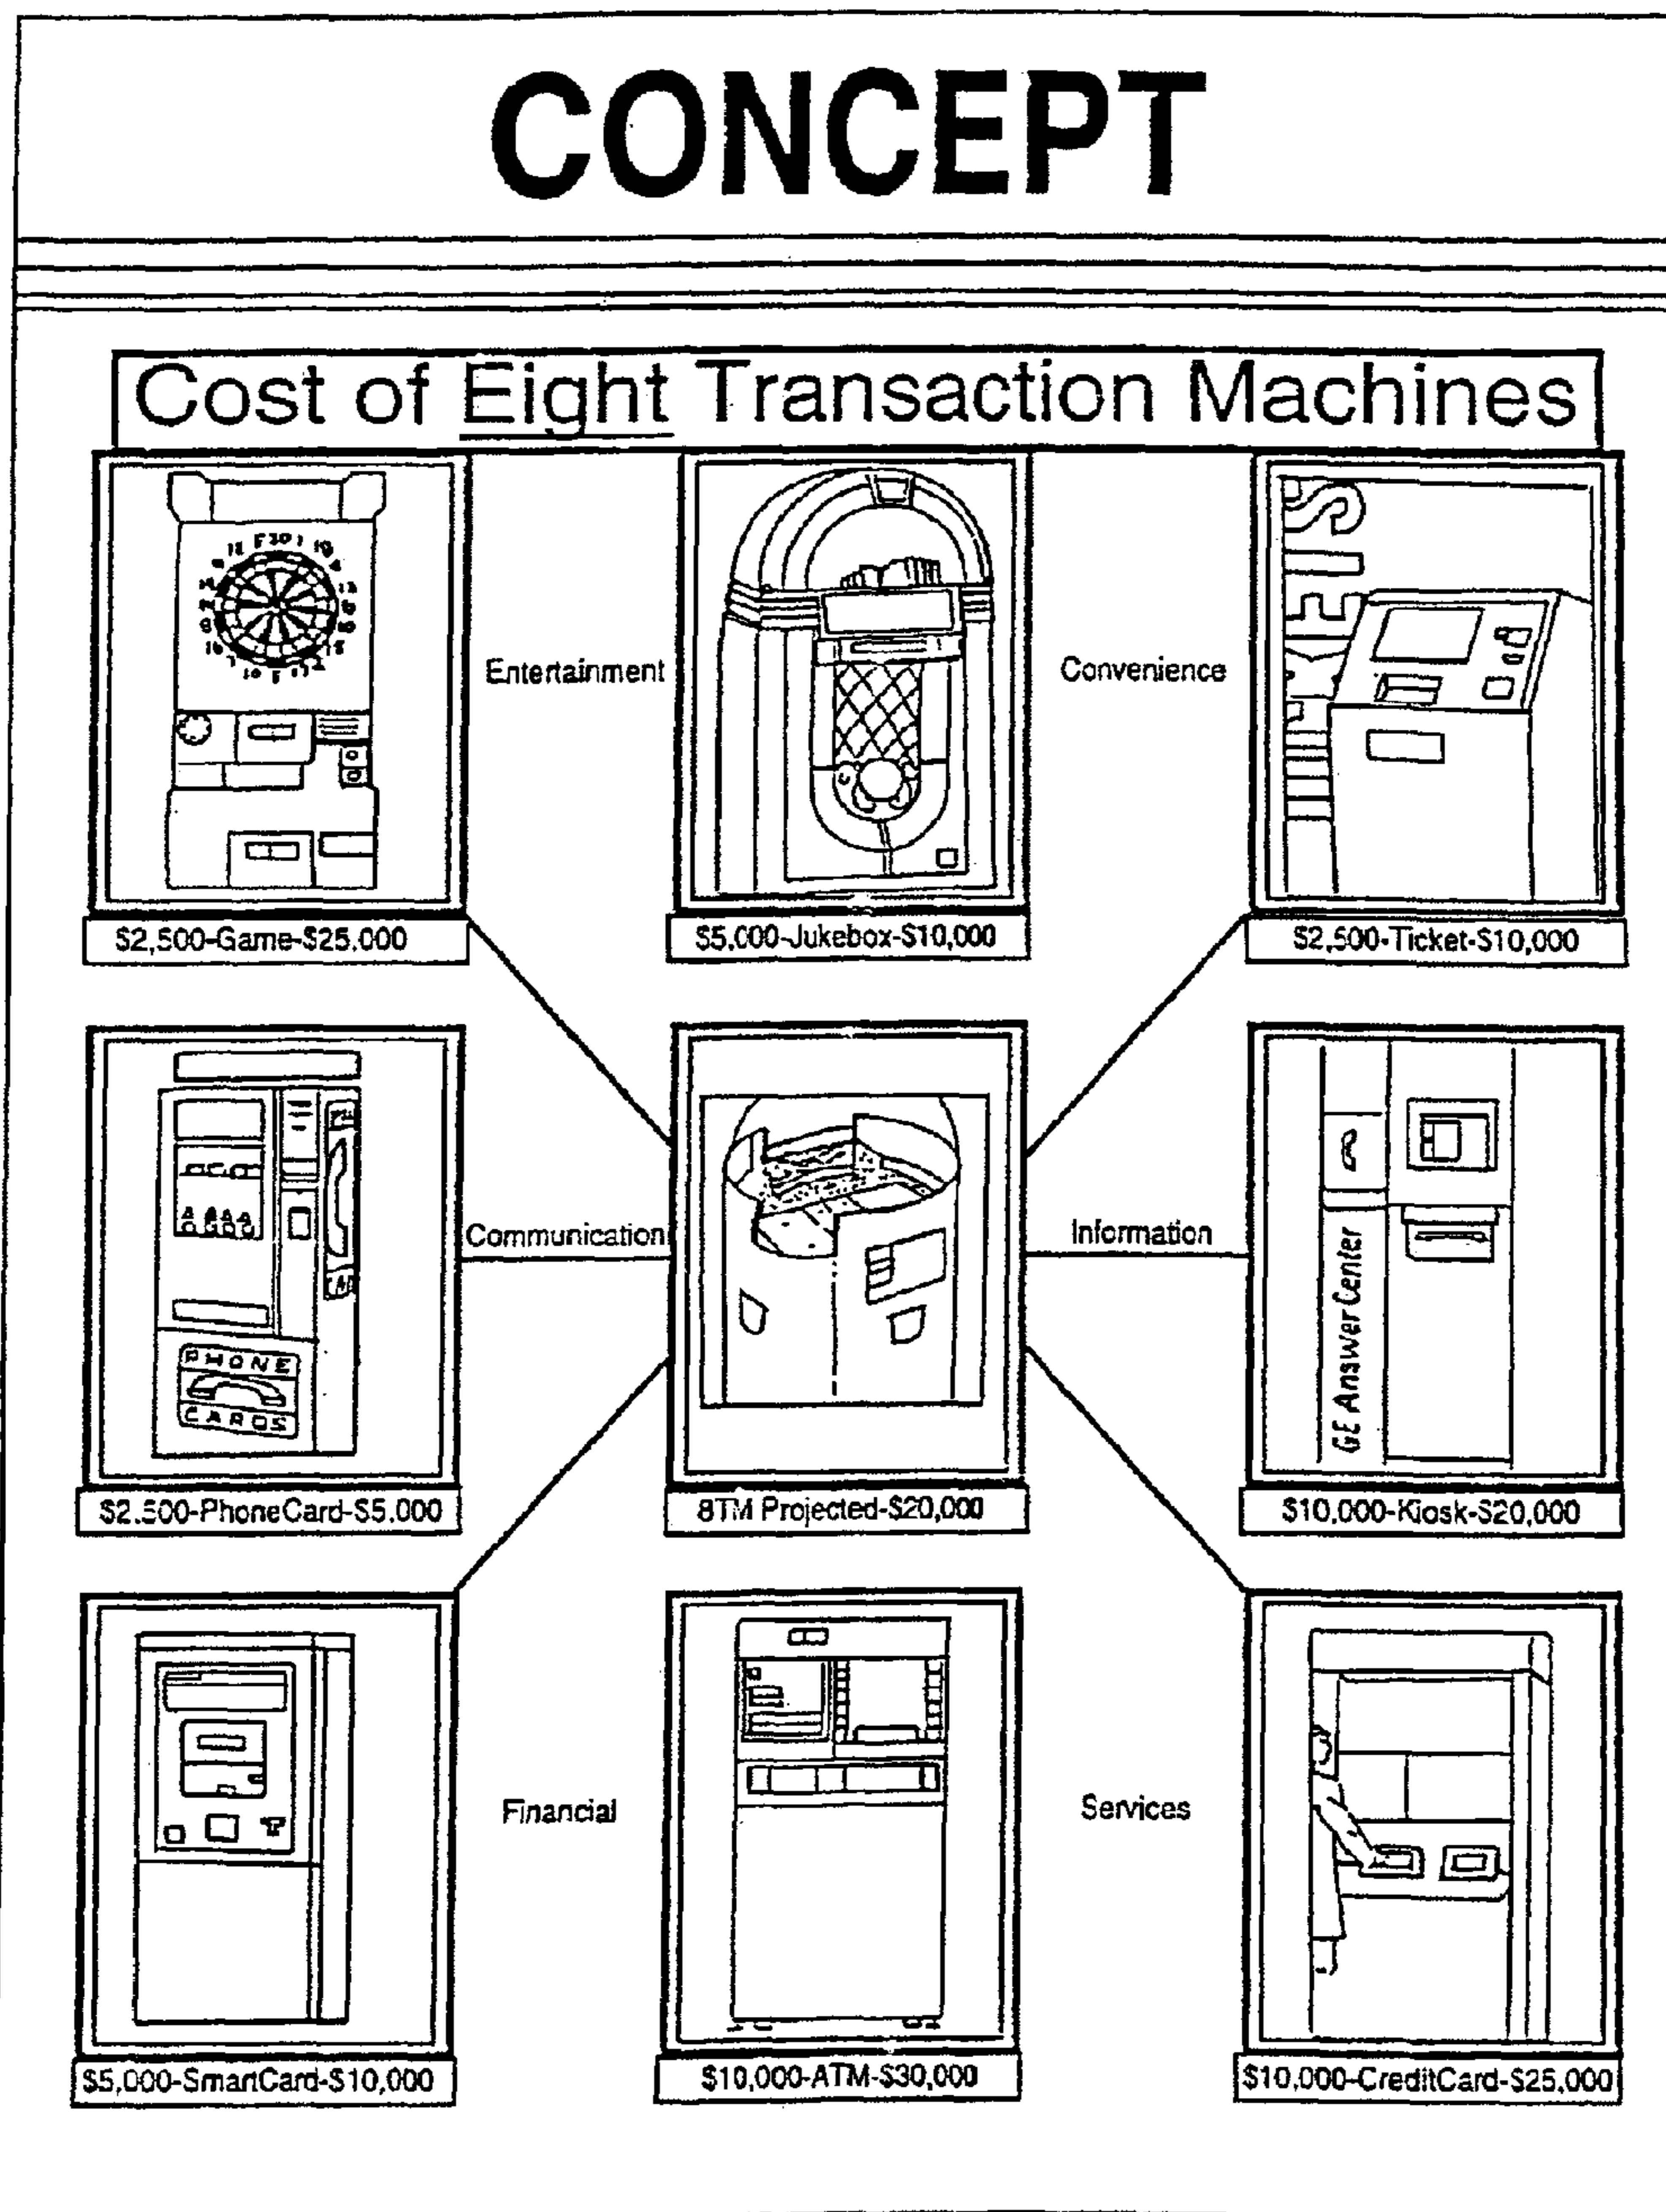 CONCEPT
Cost of Eight Transaction Machines
Entertainment
Convenience
$2,500-Game-$25.000
$5,000-Jukebox-$10,000
$2,500-Ticket-$10,000
PHONE
CARDS
Communication
Information
GE Answer Center
$2.500-PhoneCard-$5.000
8TM Projected-$20,000
$10,000-Kiosk-$20,000
Financial
Services
$5,000-SmartCard-$10,000
$10,000-ATM-$30,000
$10,000-CreditCard-$25,000